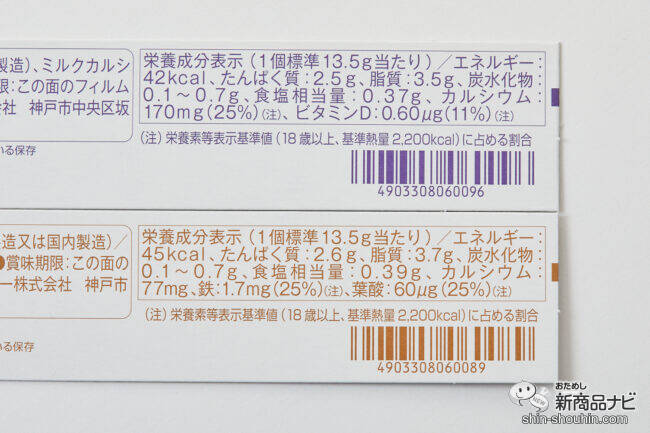 製造)、ミルクカルシ
限:この面のフィルム
会社 神戸市中央区坂
いる保存
栄養成分表示(1個標準13.5g当たり)/エネルギー:
42kcal、たんぱく質:2.5g、脂質:3.5g、炭水化物:
0.1~0.7g、食塩相当量:0.37g、カルシウム:
170mg(25%)(注)、ビタミンD:0.60μg(11%)(注)
(注)栄養素等表示基準値(18歳以上、基準熱量2,200kcal)に占める割合
4903308060096
造又は国内製造)/
●賞味期限:この面の
ー株式会社 神戸市
いる保存
栄養成分表示(1個標準13.5g当たり)/エネルギー:
45kcal、たんぱく質:2.6g、脂質:3.7g、炭水化物:
0.1~0.7g、食塩相当量:0.39g、カルシウム:
77mg、鉄:1.7mg(25%)(注)、葉酸:60μg(25%)(注)
(注)栄養素等表示基準値(18歳以上、基準熱量2,200kcal)に占める割合
4903308060089
NEW
おためし
新商品ナビ
shin-shouhin.com